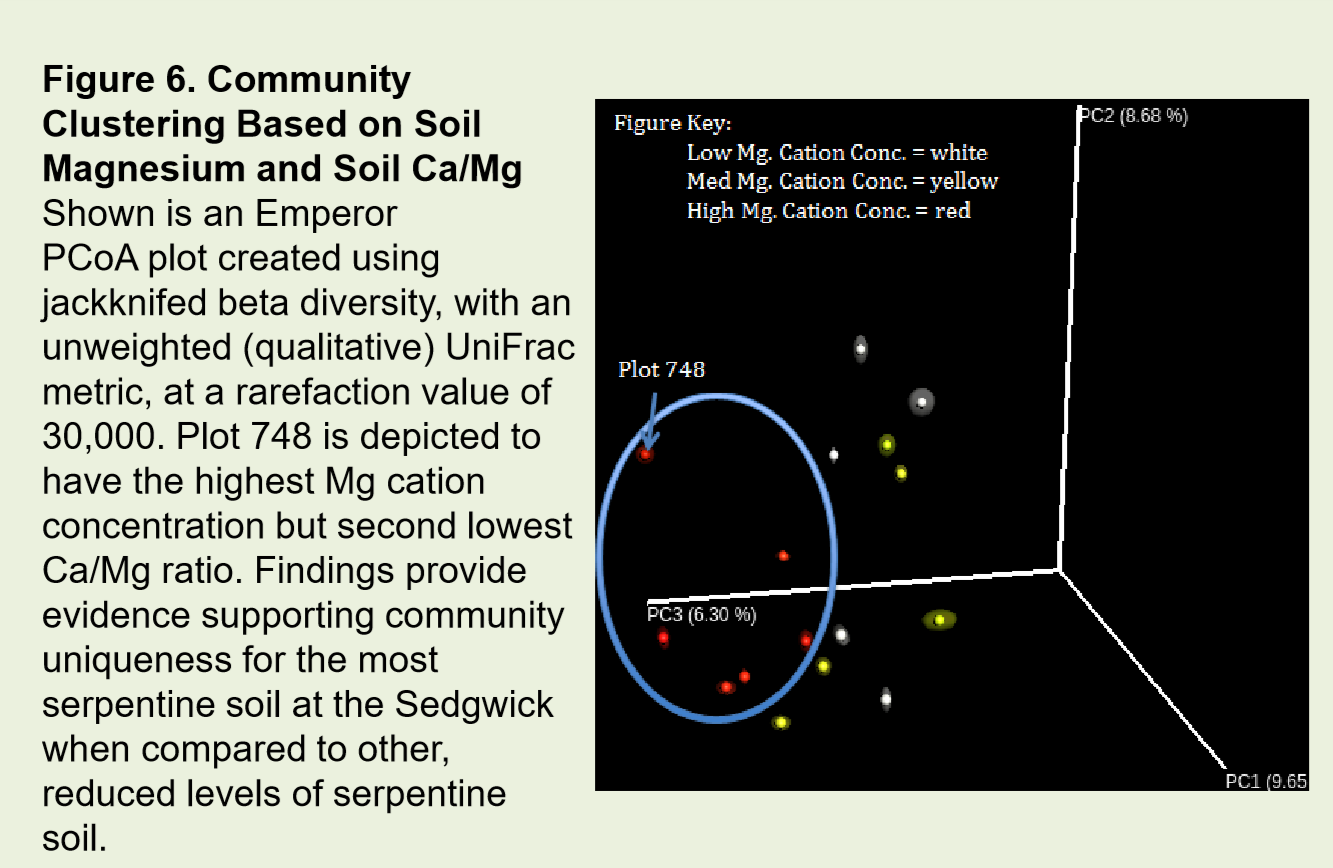 Figure 6. Community
Clustering Based on Soil
Magnesium and Soil Ca/Mg
Shown is an Emperor
PCoA plot created using
jackknifed beta diversity, with an
unweighted (qualitative) UniFrac
metric, at a rarefaction value of
30,000. Plot 748 is depicted to
have the highest Mg cation
concentration but second lowest
Ca/Mg ratio. Findings provide
evidence supporting community
uniqueness for the most
serpentine soil at the Sedgwick
when compared to other,
reduced levels of serpentine
soil.
Figure Key:
Low Mg. Cation Conc. = white
Med Mg. Cation Conc. = yellow
High Mg. Cation Conc. = red
PC2 (8.68 %)
Plot 748
PC3 (6.30 %)
PC1 (9.65